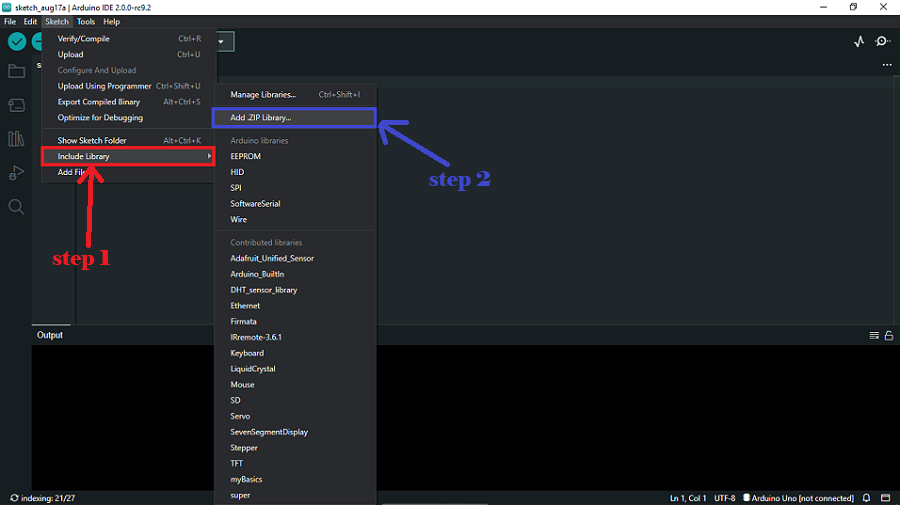 sketch_aug17a | Arduino IDE 2.0.0-rc9.2
File Edit Sketch Tools Help
Verify/Compile Ctrl+R
Upload Ctrl+U
Configure And Upload
Upload Using Programmer Ctrl+Shift+U
Export Compiled Binary Alt+Ctrl+S
Optimize for Debugging
Show Sketch Folder Alt+Ctrl+K
Include Library
Add Fil
step 1
Manage Libraries... Ctrl+Shift+I
Add .ZIP Library...
step 2
Arduino libraries
EEPROM
HID
SPI
SoftwareSerial
Wire
Contributed libraries
Adafruit_Unified_Sensor
Arduino_BuiltIn
DHT_sensor_library
Ethernet
Firmata
IRremote-3.6.1
Keyboard
LiquidCrystal
Mouse
SD
Servo
SevenSegmentDisplay
Stepper
TFT
myBasics
super
Output
indexing: 21/27
Ln 1, Col 1 UTF-8 Arduino Uno [not connected]